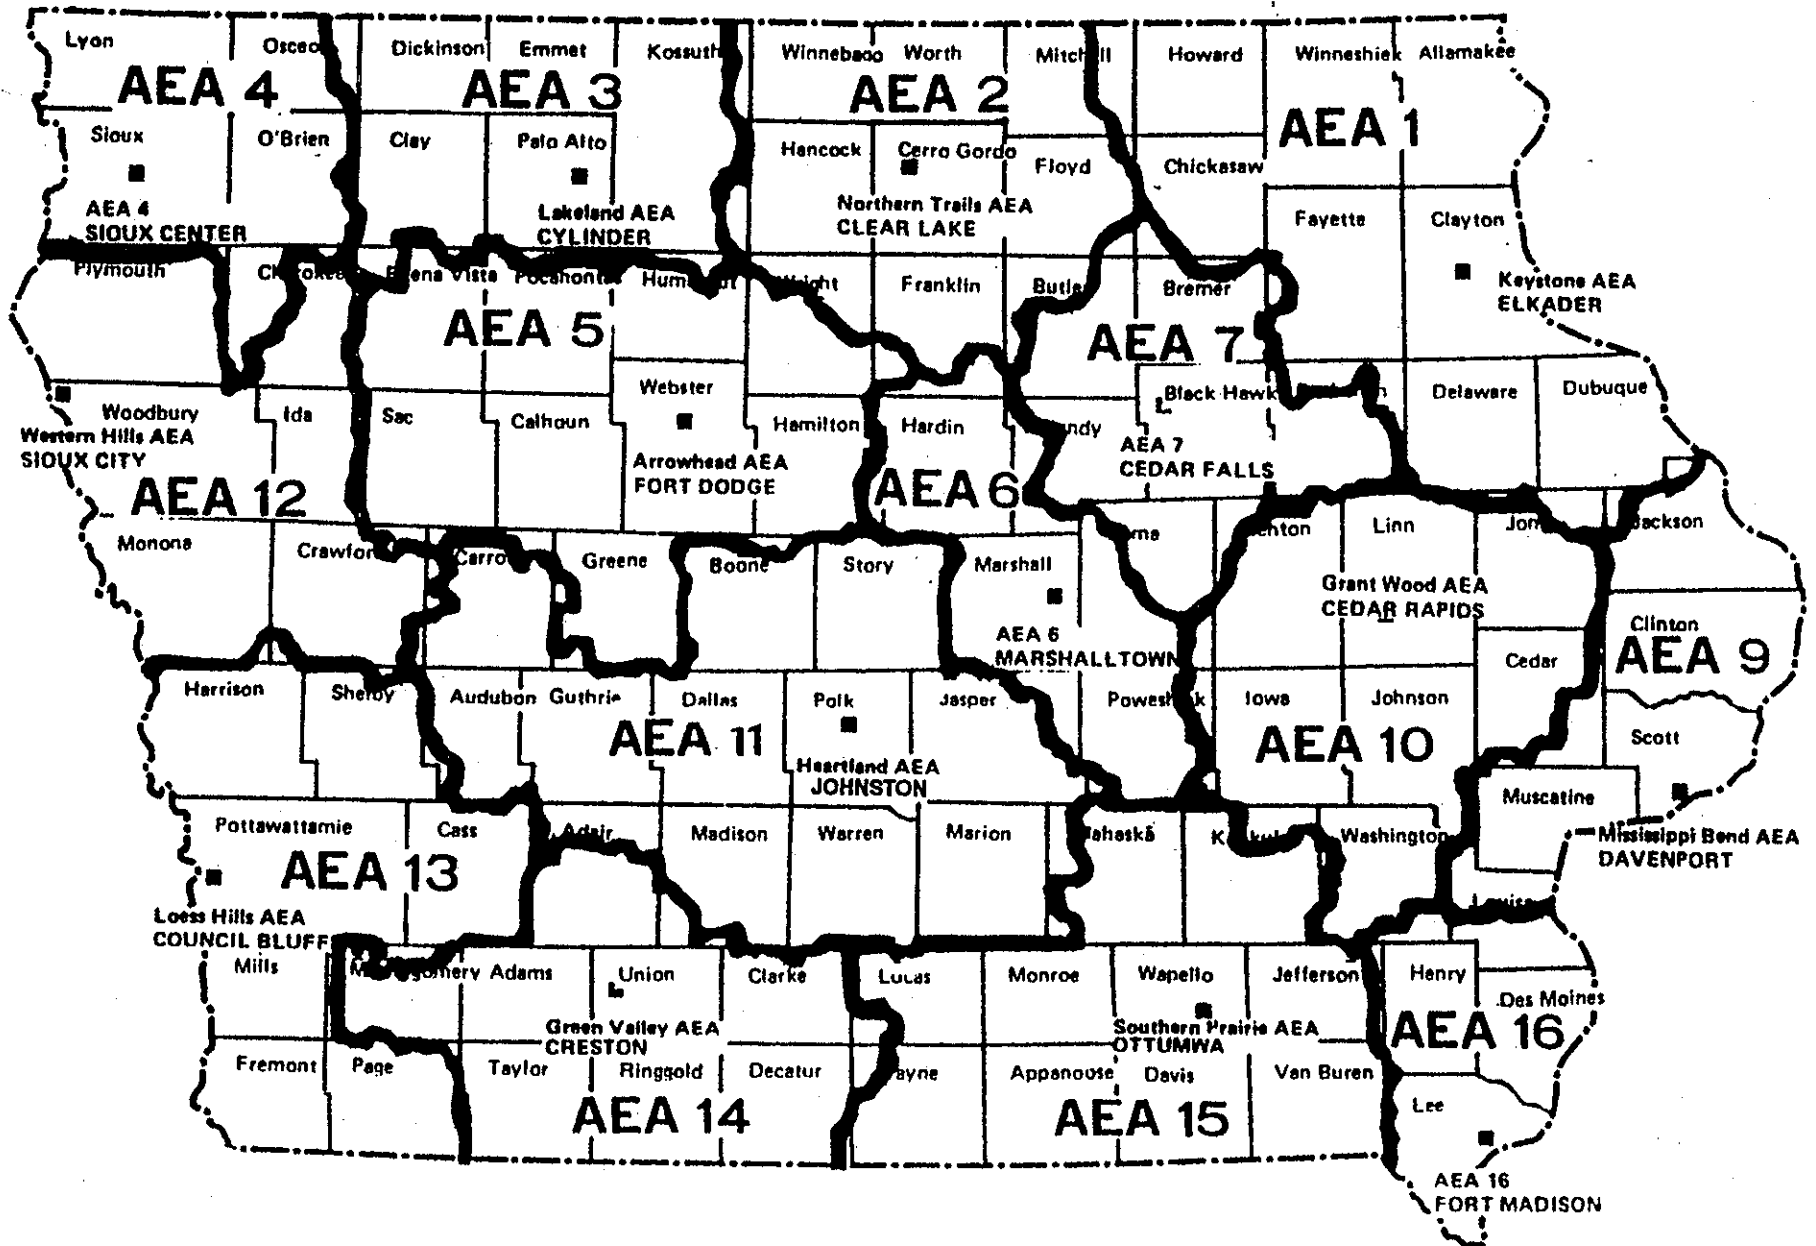 Lyon
Dickinson
Emmet
Kossuth
Winnebago
Worth
Howard
Winneshiek
Allamakee
AEA 4
AEA 3
AEA 2
AEA 1
Sioux
O'Brien
Clay
Palo Alto
Hancock
Cerro Gordo
Floyd
Chickasaw
AEA 4
SIOUX CENTER
Lakeland AEA
CYLINDER
Northern Trails AEA
CLEAR LAKE
Fayette
Clayton
Plymouth
Pocahontas
Franklin
Butler
Bremer
Keystone AEA
ELKADER
AEA 5
AEA 7
Woodbury
Ida
Sac
Calhoun
Webster
Hamilton
Hardin
Black Hawk
Delaware
Dubuque
Western Hills AEA
SIOUX CITY
Arrowhead AEA
FORT DODGE
AEA 7
CEDAR FALLS
AEA 12
AEA 6
Monona
Greene
Boone
Story
Marshall
Linn
Grant Wood AEA
CEDAR RAPIDS
AEA 6
MARSHALLTOWN
Clinton
AEA 9
Cedar
Harrison
Shelby
Audubon
Guthrie
Dallas
Polk
Jasper
Iowa
Johnson
Scott
AEA 11
AEA 10
Heartland AEA
JOHNSTON
Muscatine
Pottawattamie
Cass
Adair
Madison
Warren
Marion
Washington
Mississippi Bend AEA
DAVENPORT
AEA 13
Loess Hills AEA
COUNCIL BLUFF
Mills
Adams
Union
Clarke
Lucas
Monroe
Wapello
Jefferson
Henry
Des Moines
Green Valley AEA
CRESTON
Southern Prairie AEA
OTTUMWA
AEA 16
Fremont
Page
Taylor
Ringgold
Decatur
Appanoose
Davis
Van Buren
Lee
AEA 14
AEA 15
AEA 16
FORT MADISON